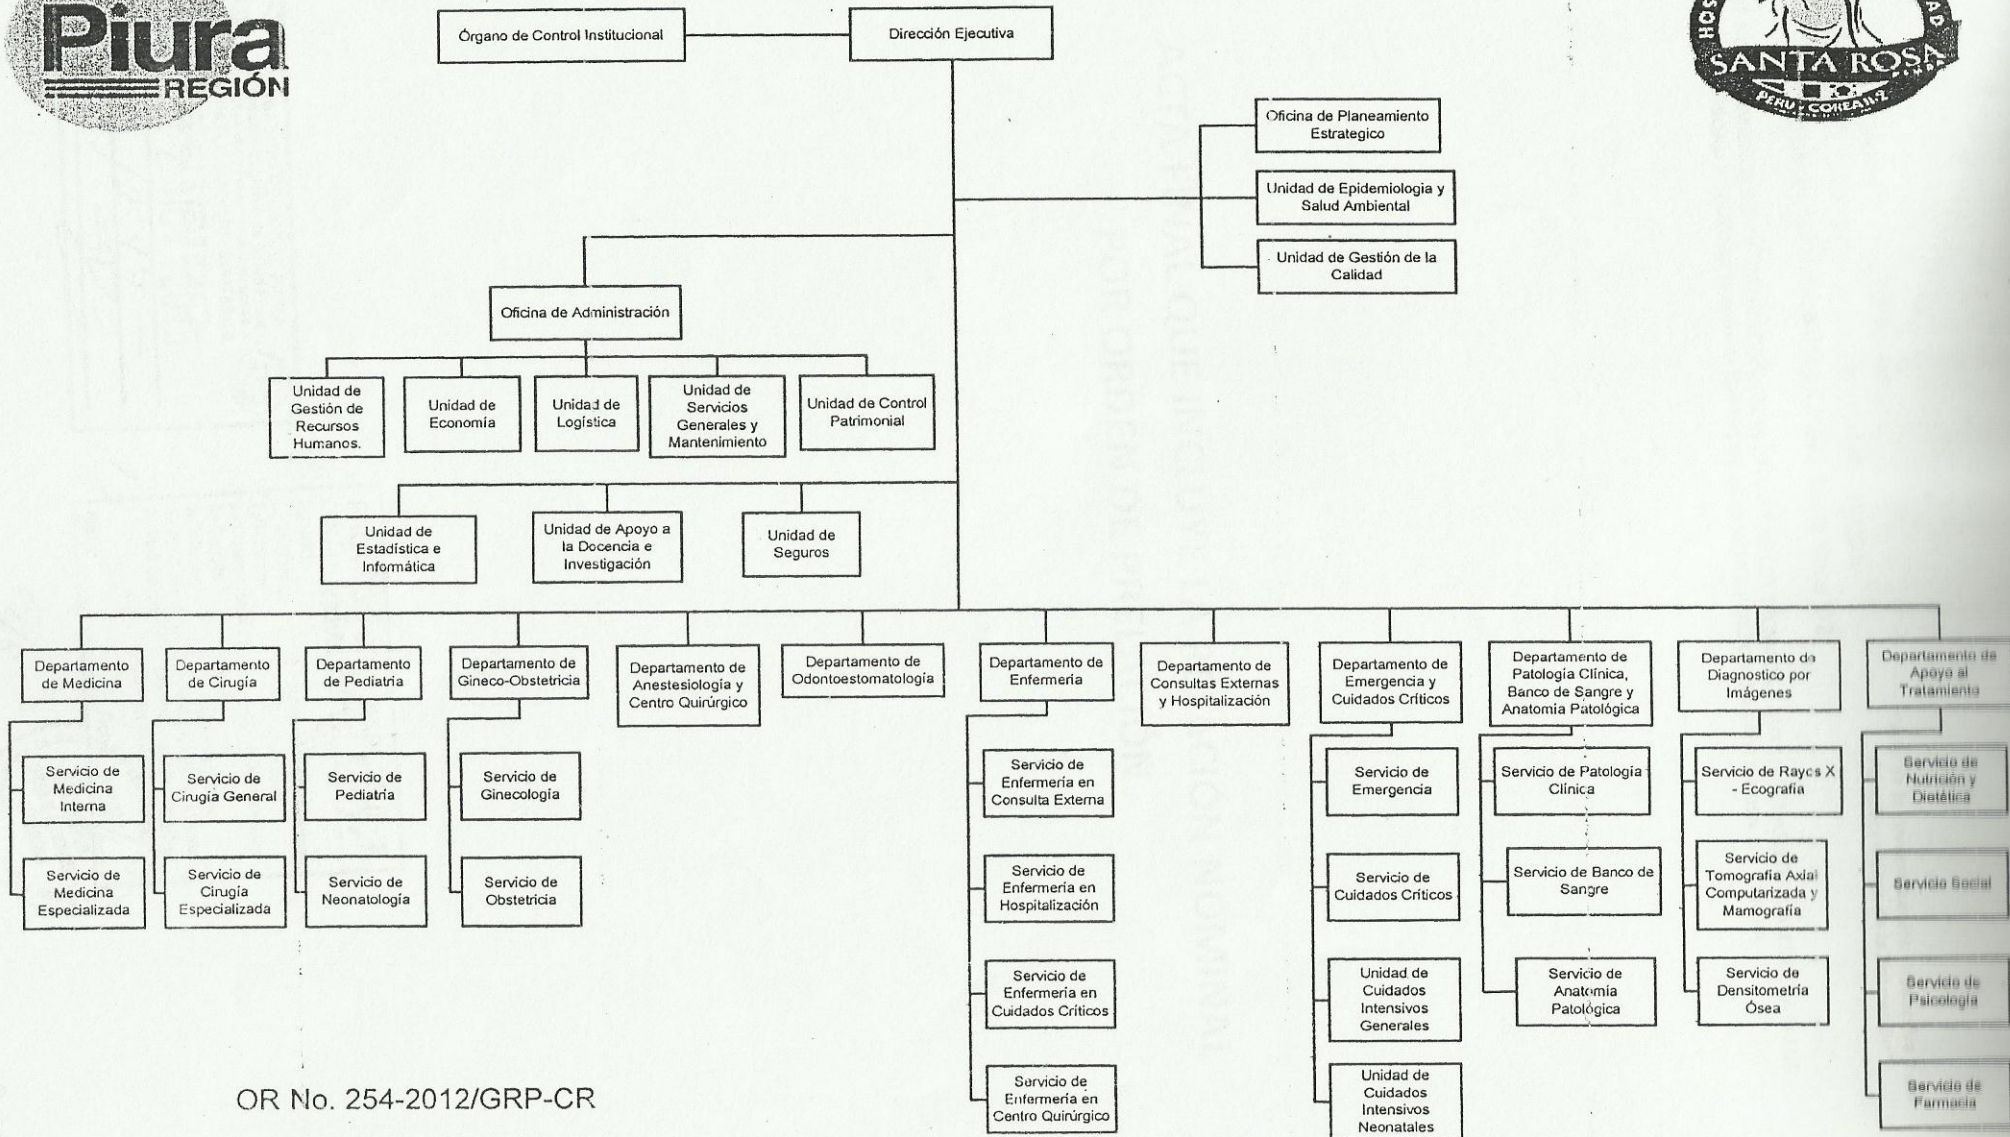 Piura
REGIÓN
Órgano de Control Institucional
Dirección Ejecutiva
SANTA ROSA
PERU - COREA II-2
Oficina de Planeamiento
Estrategico
Unidad de Epidemiologia y
Salud Ambiental
Unidad de Gestión de la
Calidad
Oficina de Administración
Unidad de
Gestión de
Recursos
Humanos.
Unidad de
Economía
Unidad de
Logística
Unidad de
Servicios
Generales y
Mantenimiento
Unidad de Control
Patrimonial
Unidad de
Estadística e
Informática
Unidad de Apoyo a
la Docencia e
Investigación
Unidad de
Seguros
Departamento
de Medicina
Departamento
de Cirugía
Departamento
de Pediatría
Departamento de
Gineco-Obstetricia
Departamento de
Anestesiología y
Centro Quirúrgico
Departamento de
Odontoestomatología
Departamento de
Enfermería
Departamento de
Consultas Externas
y Hospitalización
Departamento de
Emergencia y
Cuidados Críticos
Departamento de
Patología Clínica,
Banco de Sangre y
Anatomia Patológica
Departamento de
Diagnostico por
Imágenes
Departamento de
Apoyo al
Tratamiento
Servicio de
Medicina
Interna
Servicio de
Medicina
Especializada
Servicio de
Cirugía General
Servicio de
Cirugía
Especializada
Servicio de
Pediatría
Servicio de
Neonatología
Servicio de
Ginecología
Servicio de
Obstetricia
Servicio de
Enfermería en
Consulta Externa
Servicio de
Enfermería en
Hospitalización
Servicio de
Enfermería en
Cuidados Críticos
Servicio de
Enfermería en
Centro Quirúrgico
Servicio de
Emergencia
Servicio de
Cuidados Críticos
Unidad de
Cuidados
Intensivos
Generales
Unidad de
Cuidados
Intensivos
Neonatales
Servicio de Patología
Clínica
Servicio de Banco de
Sangre
Servicio de
Anatomía
Patológica
Servicio de Rayos X
- Ecografía
Servicio de
Tomografía Axial
Computarizada y
Mamografía
Servicio de
Densitometría
Ósea
Servicio de
Nutrición y
Dietética
Servicio Social
Servicio de
Psicología
Servicio de
Farmacia
OR No. 254-2012/GRP-CR